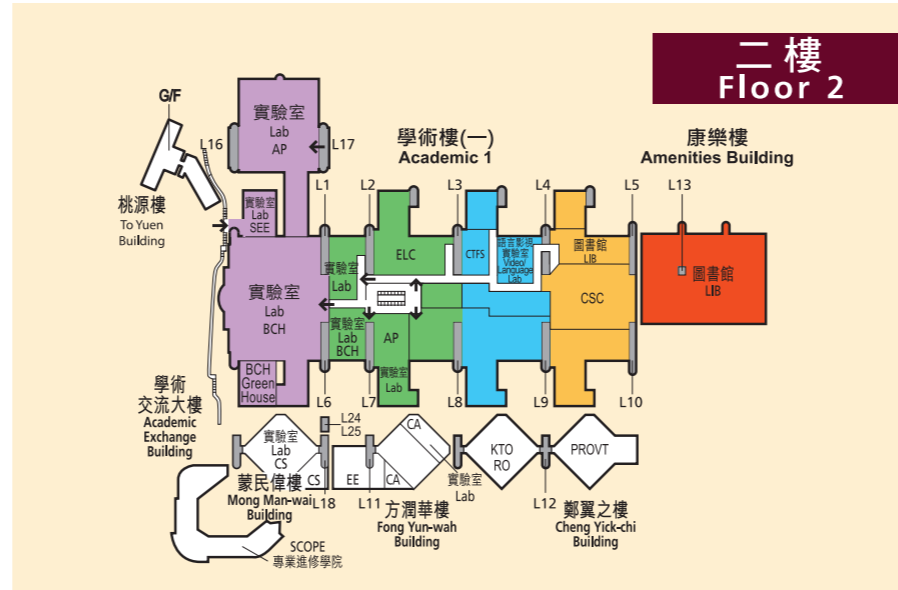 二樓
Floor 2
G/F
實驗室
Lab
AP
L16
L17
學術樓(一)
Academic 1
康樂樓
Amenities Building
桃源樓
To Yuen
Building
實驗室
Lab
SEE
L1
L2
L3
L4
L5
L13
ELC
CTFS
語言影視
實驗室
Video/
Language
Lab
圖書館
LIB
實驗室
Lab
實驗室
Lab
BCH
CSC
圖書館
LIB
實驗室
Lab
BCH
AP
實驗室
Lab
BCH
Green
House
L6
L7
L8
L9
L10
學術
交流大樓
Academic
Exchange
Building
L24
L25
實驗室
Lab
CS
CS
EE
CA
CA
實驗室
Lab
KTO
RO
PROVT
L18
L11
L12
蒙民偉樓
Mong Man-wai
Building
方潤華樓
Fong Yun-wah
Building
鄭翼之樓
Cheng Yick-chi
Building
SCOPE
專業進修學院